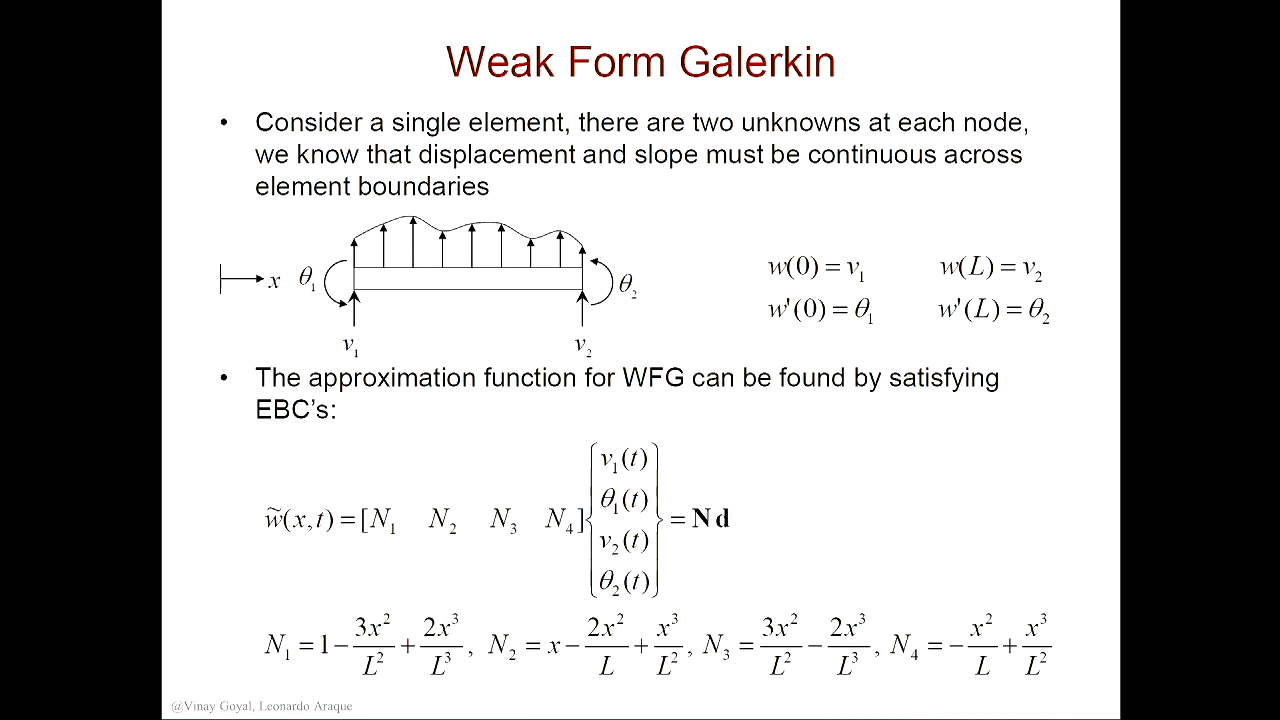 Weak Form Galerkin
• Consider a single element, there are two unknowns at each node,
we know that displacement and slope must be continuous across
element boundaries
x θ₁ θ₂
v₁ v₂
w(0) = v₁ w(L) = v₂
w'(0) = θ₁ w'(L) = θ₂
• The approximation function for WFG can be found by satisfying
EBC's:
w̃(x,t) = [N₁ N₂ N₃ N₄] {v₁(t) θ₁(t) v₂(t) θ₂(t)} = N d
N₁ = 1 − 3x²/L² + 2x³/L³ , N₂ = x − 2x²/L + x³/L² , N₃ = 3x²/L² − 2x³/L³ , N₄ = − x²/L + x³/L²
@Vinay Goyal, Leonardo Araque